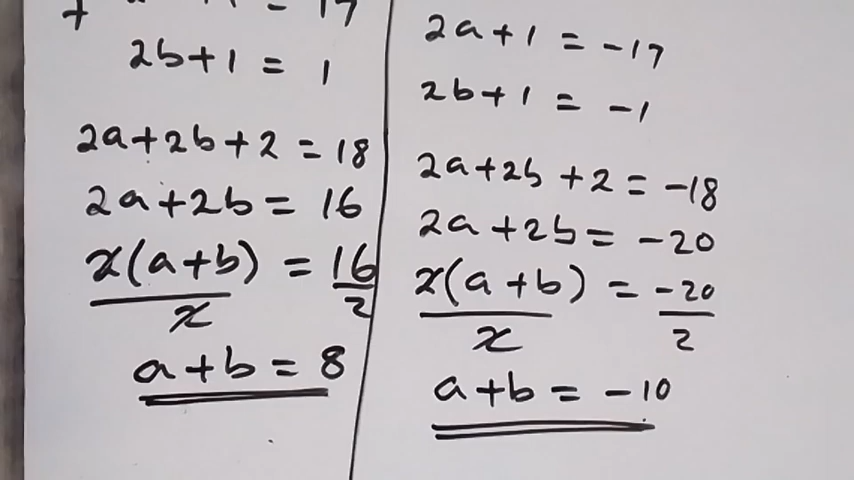 + = 17
2b+1 = 1
2a+2b+2 = 18
2a+2b = 16
2(a+b) = 16
2 2
a+b = 8
2a+1 = -17
2b+1 = -1
2a+2b+2 = -18
2a+2b = -20
2(a+b) = -20
2 2
a+b = -10